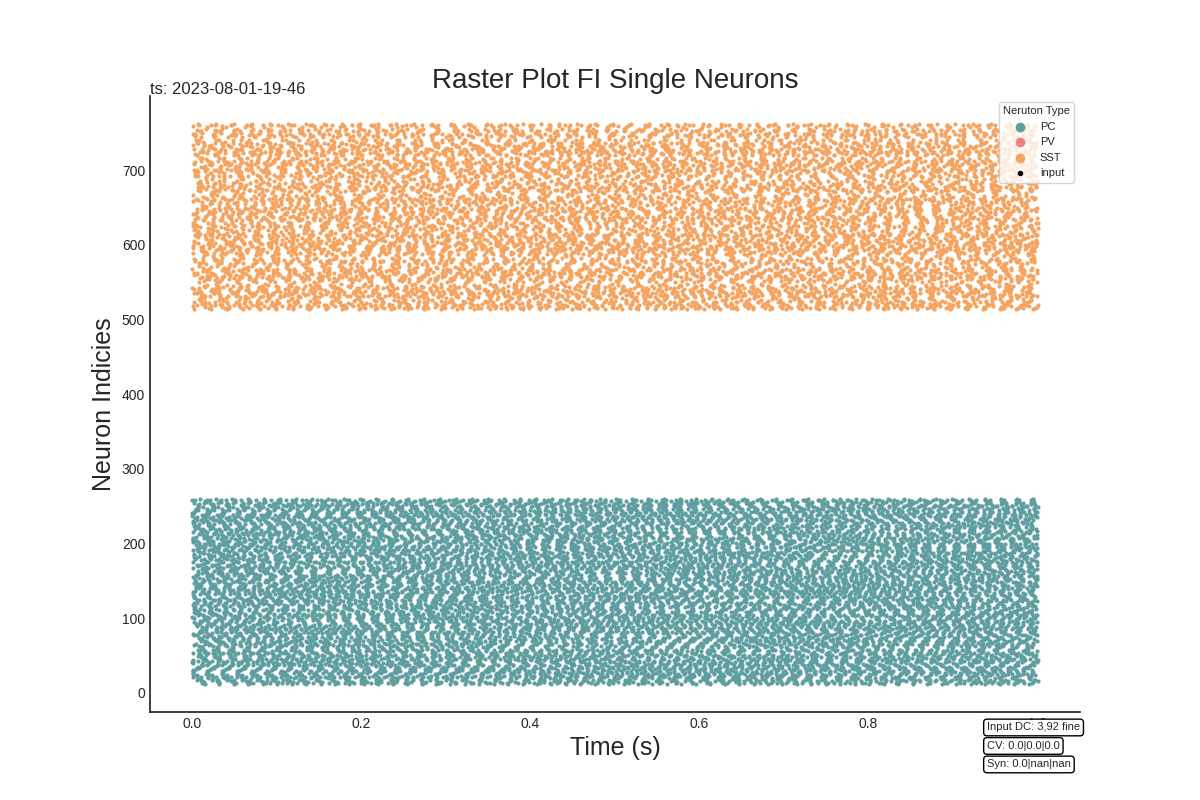 Raster Plot FI Single Neurons
ts: 2023-08-01-19-46
Neruton Type
PC
PV
SST
input
Neuron Indicies
700
600
500
400
300
200
100
0
0.0 0.2 0.4 0.6 0.8
Time (s)
Input DC: 3,92 fine
CV: 0.0|0.0|0.0
Syn: 0.0|nan|nan